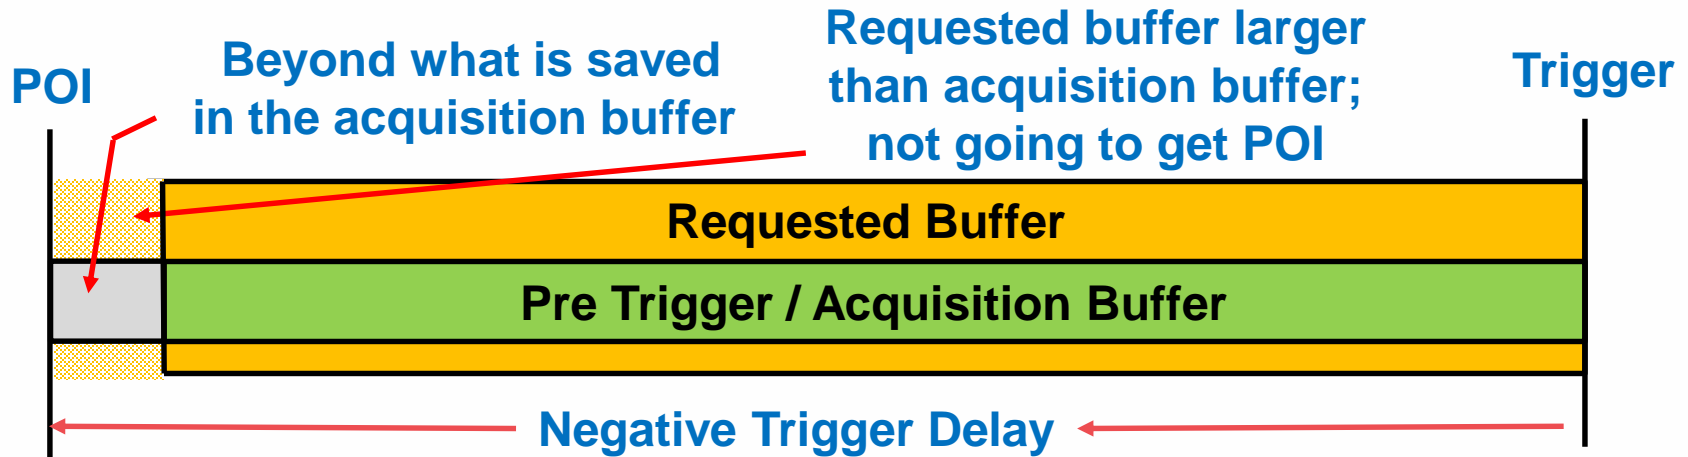 POI
Beyond what is saved
in the acquisition buffer
Requested buffer larger
than acquisition buffer;
not going to get POI
Trigger
Requested Buffer
Pre Trigger / Acquisition Buffer
Negative Trigger Delay